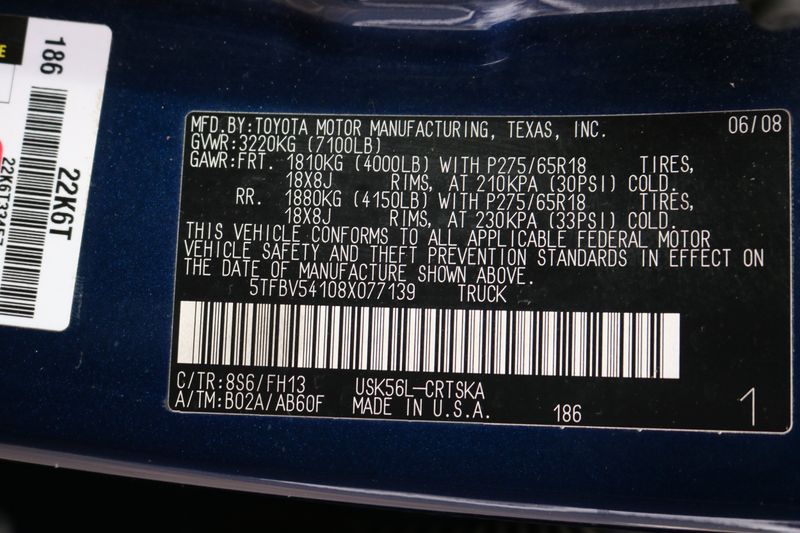 MFD.BY:TOYOTA MOTOR MANUFACTURING, TEXAS, INC. 06/08
GVWR:3220KG (7100LB)
GAWR:FRT. 1810KG (4000LB) WITH P275/65R18 TIRES,
18X8J RIMS, AT 210KPA (30PSI) COLD.
RR. 1880KG (4150LB) WITH P275/65R18 TIRES,
18X8J RIMS, AT 230KPA (33PSI) COLD.
THIS VEHICLE CONFORMS TO ALL APPLICABLE FEDERAL MOTOR
VEHICLE SAFETY AND THEFT PREVENTION STANDARDS IN EFFECT ON
THE DATE OF MANUFACTURE SHOWN ABOVE.
5TFBV54108X077139 TRUCK
C/TR:8S6/FH13 USK56L-CRTSKA
A/TM:B02A/AB60F MADE IN U.S.A. 186 1
186
22K6T